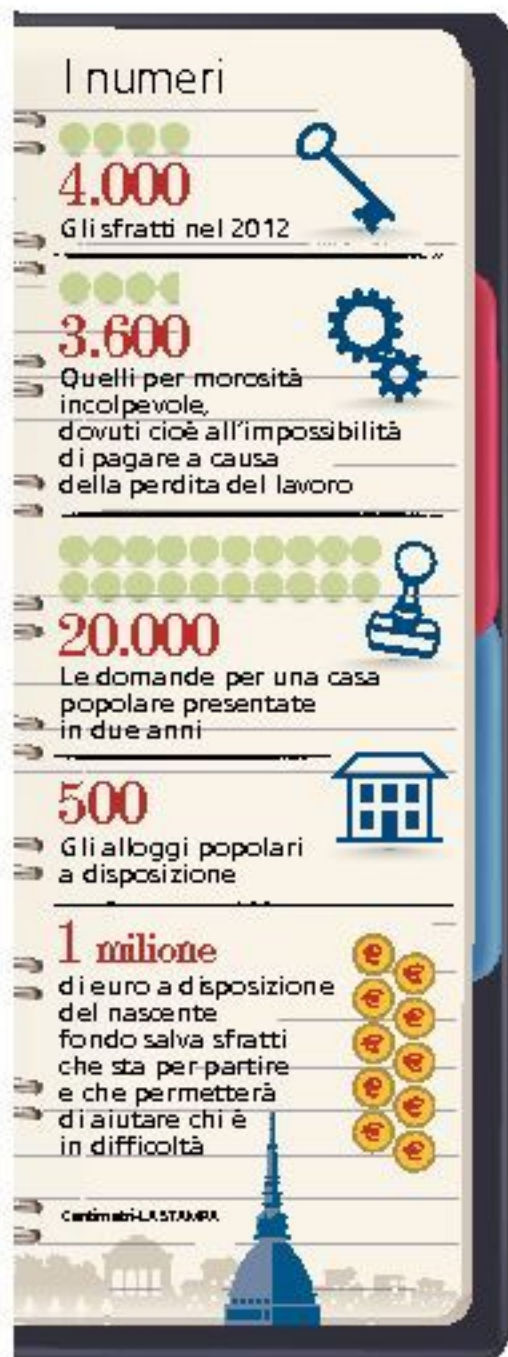 I numeri
4.000
Gli sfratti nel 2012
3.600
Quelli per morosità
incolpevole,
dovuti cioè all'impossibilità
di pagare a causa
della perdita del lavoro
20.000
Le domande per una casa
popolare presentate
in due anni
500
Gli alloggi popolari
a disposizione
1 milione
di euro a disposizione
del nascente
fondo salva sfratti
che sta per partire
e che permetterà
di aiutare chi è
in difficoltà
€ € € € € € € € € €
Centimetri-LA STAMPA